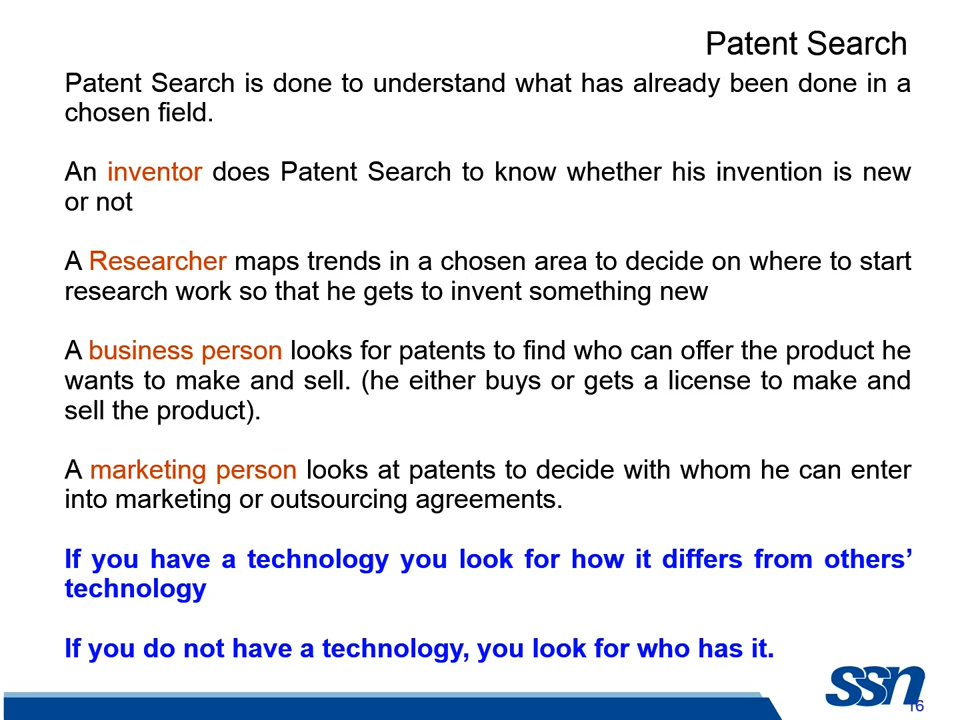 Patent Search
Patent Search is done to understand what has already been done in a
chosen field.
An inventor does Patent Search to know whether his invention is new
or not
A Researcher maps trends in a chosen area to decide on where to start
research work so that he gets to invent something new
A business person looks for patents to find who can offer the product he
wants to make and sell. (he either buys or gets a license to make and
sell the product).
A marketing person looks at patents to decide with whom he can enter
into marketing or outsourcing agreements.
If you have a technology you look for how it differs from others’
technology
If you do not have a technology, you look for who has it.
ssn
16